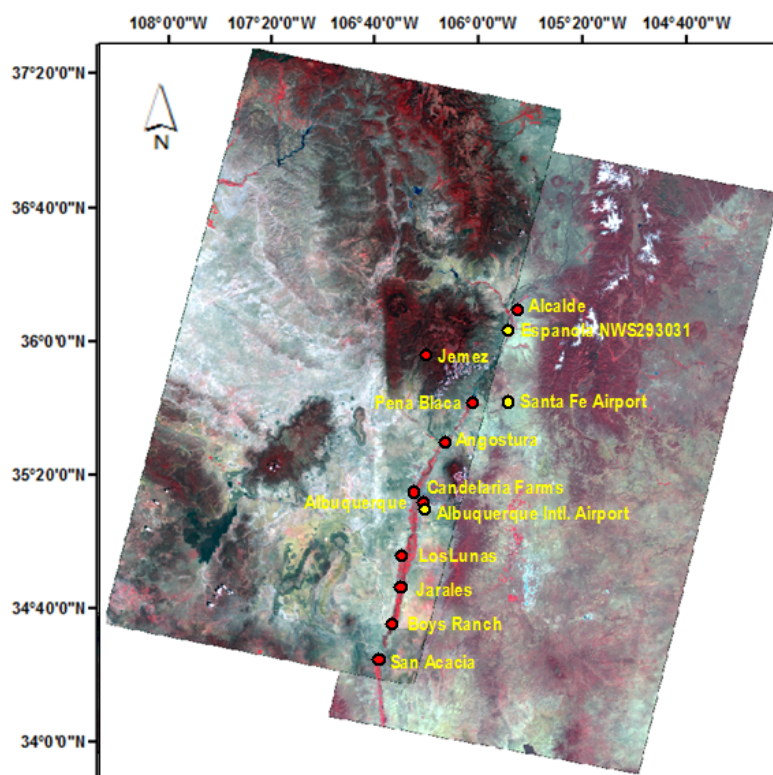 108°0'0"W 107°20'0"W 106°40'0"W 106°0'0"W 105°20'0"W 104°40'0"W
37°20'0"N
N
36°40'0"N
Alcalde
Espanola NWS293031
36°0'0"N
Jemez
Pena Blaca
Santa Fe Airport
Angostura
35°20'0"N
Candelaria Farms
Albuquerque
Albuquerque Intl. Airport
LosLunas
Jarales
34°40'0"N
Boys Ranch
San Acacia
34°0'0"N